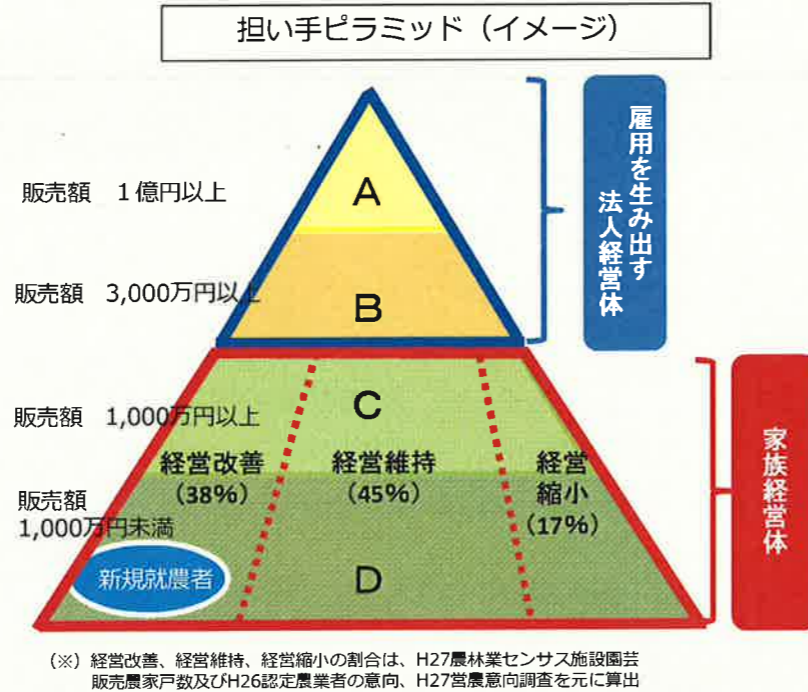 担い手ピラミッド（イメージ）
販売額　1億円以上
A
雇用を生み出す
法人経営体
販売額　3,000万円以上
B
販売額　1,000万円以上
C
経営改善
（38%）
経営維持
（45%）
経営
縮小
（17%）
家族経営体
販売額
1,000万円未満
新規就農者
D
（※）経営改善、経営維持、経営縮小の割合は、H27農林業センサス施設園芸
販売農家戸数及びH26認定農業者の意向、H27営農意向調査を元に算出